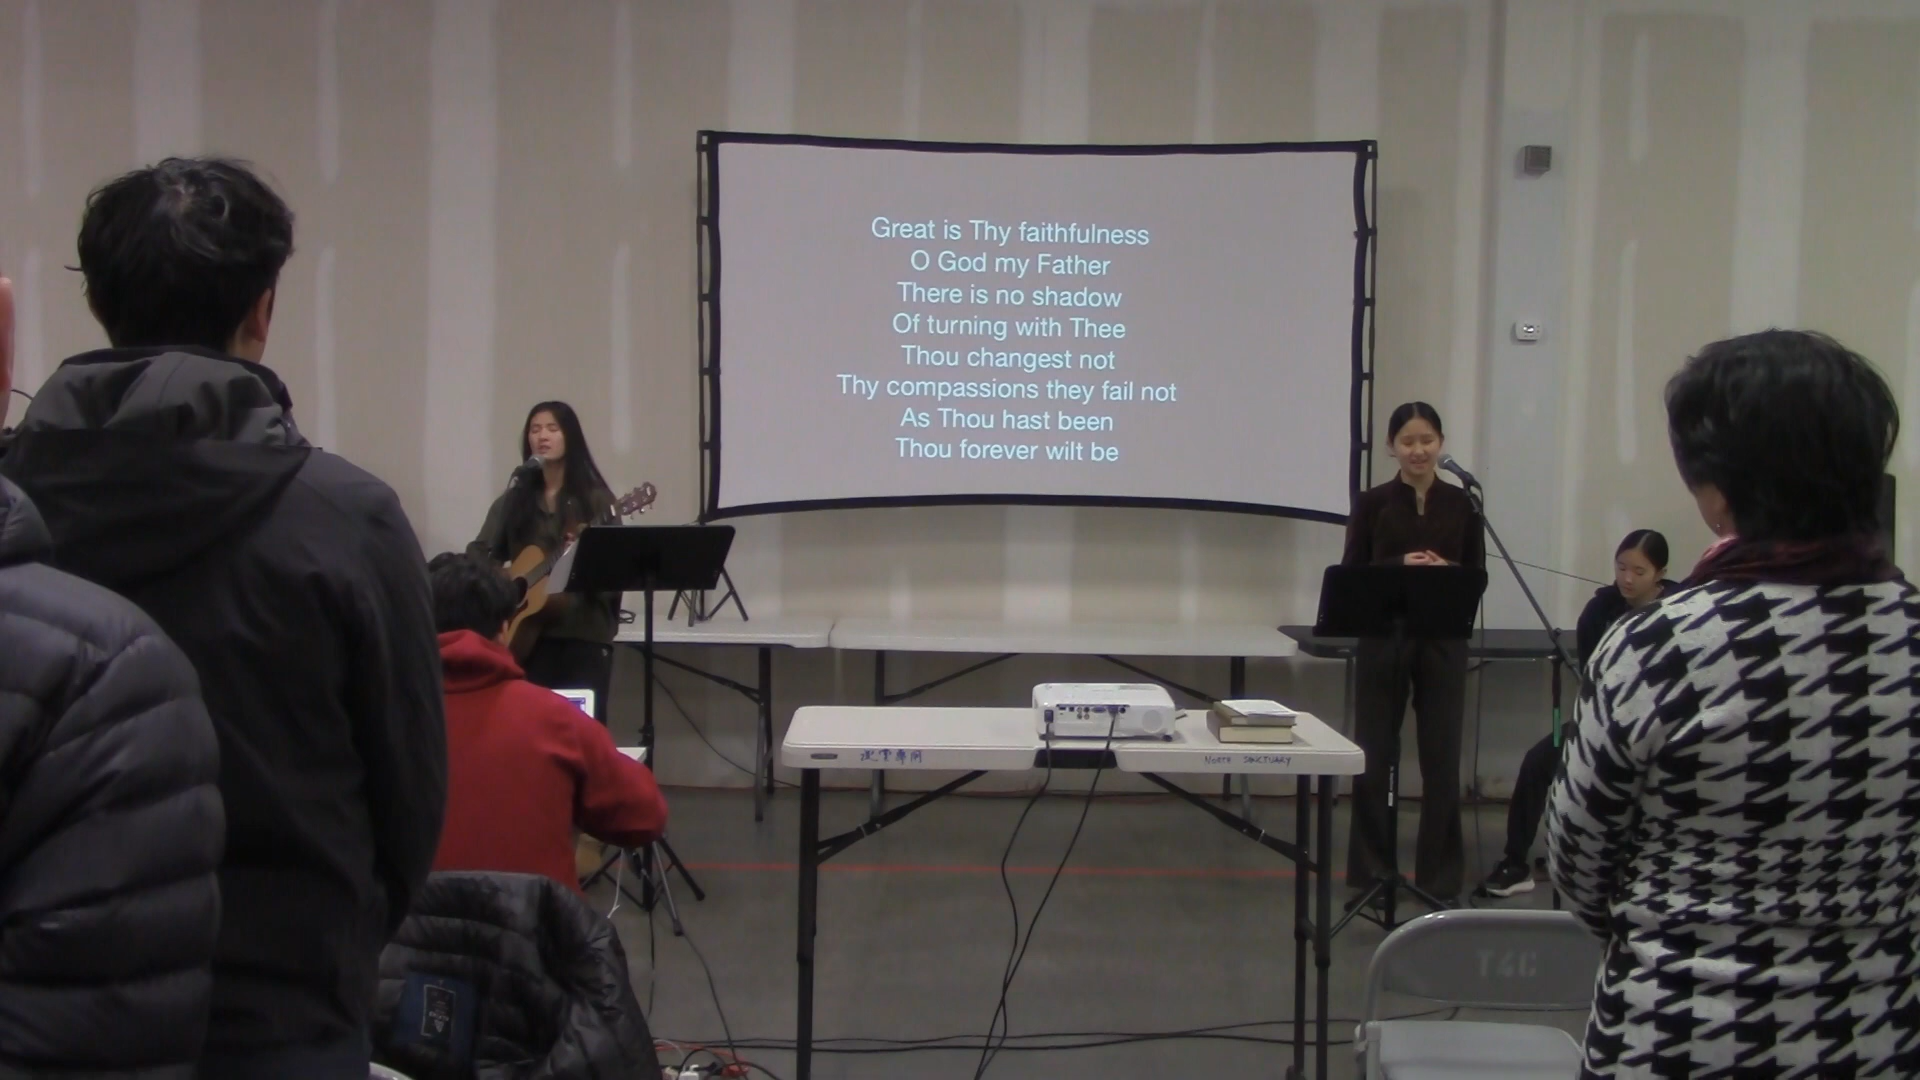 Great is Thy faithfulness
O God my Father
There is no shadow
Of turning with Thee
Thou changest not
Thy compassions they fail not
As Thou hast been
Thou forever wilt be
NORTH SANCTUARY